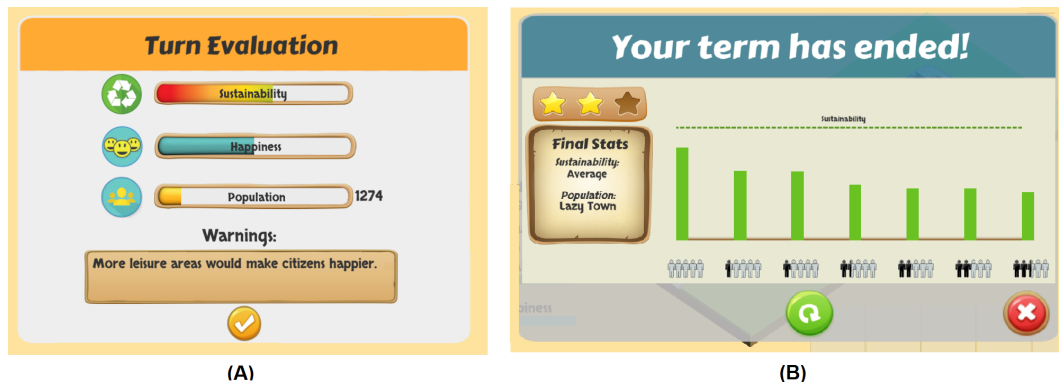 Turn Evaluation
Sustainability
Happiness
Population 1274
Warnings:
More leisure areas would make citizens happier.
(A)
Your term has ended!
Final Stats
Sustainability:
Average
Population:
Lazy Town
Sustainability
(B)